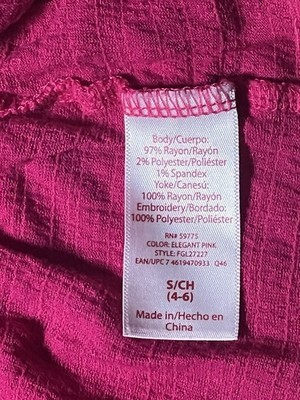 Body/Cuerpo:
97% Rayon/Rayón
2% Polyester/Poliéster
1% Spandex
Yoke/Canesú:
100% Rayon/Rayón
Embroidery/Bordado:
100% Polyester/Poliéster
RN# 59775
COLOR: ELEGANT PINK
STYLE: FGL27227
EAN/UPC 7 4619470933 Q46
S/CH
(4-6)
Made in/Hecho en
China